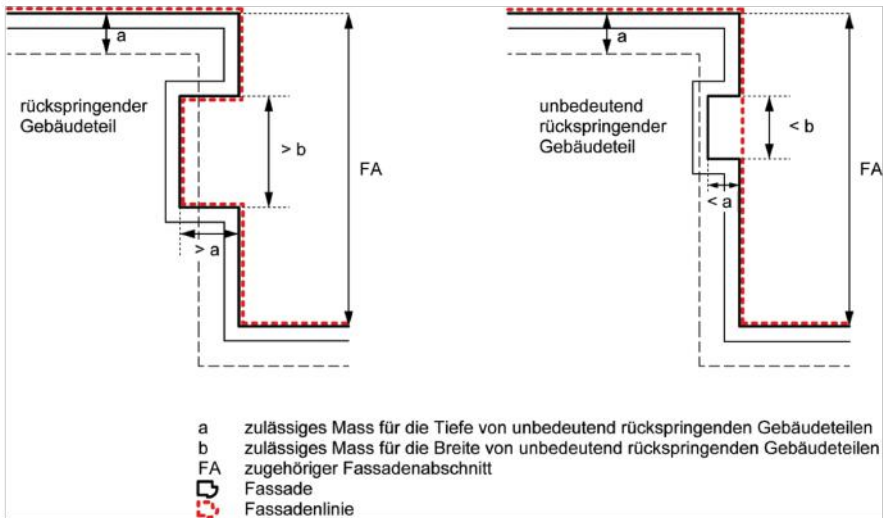 a
rückspringender
Gebäudeteil
> b
FA
> a
a
unbedeutend
rückspringender
Gebäudeteil
< b
FA
< a
a zulässiges Mass für die Tiefe von unbedeutend rückspringenden Gebäudeteilen
b zulässiges Mass für die Breite von unbedeutend rückspringenden Gebäudeteilen
FA zugehöriger Fassadenabschnitt
Fassade
Fassadenlinie